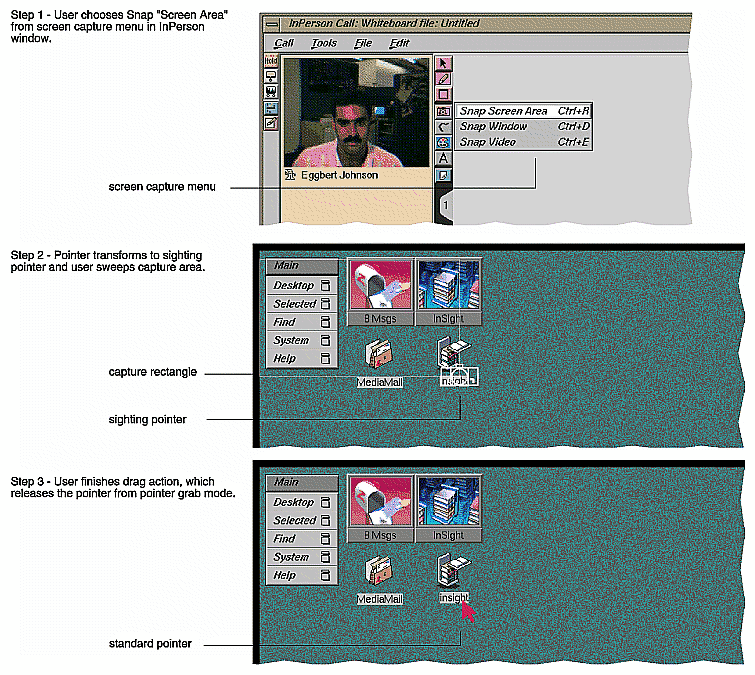 Step 1 - User chooses Snap "Screen Area"
from screen capture menu in InPerson
window.
InPerson Call: Whiteboard file: Untitled
Call Tools File Edit
Hold
Snap Screen Area Ctrl+R
Snap Window Ctrl+D
Snap Video Ctrl+E
A
Eggbert Johnson
1
screen capture menu
Step 2 - Pointer transforms to sighting
pointer and user sweeps capture area.
Main
Desktop
Selected
Find
System
Help
8 Msgs
InSight
MediaMail
insight
capture rectangle
sighting pointer
Step 3 - User finishes drag action, which
releases the pointer from pointer grab mode.
Main
Desktop
Selected
Find
System
Help
8 Msgs
InSight
MediaMail
insight
standard pointer